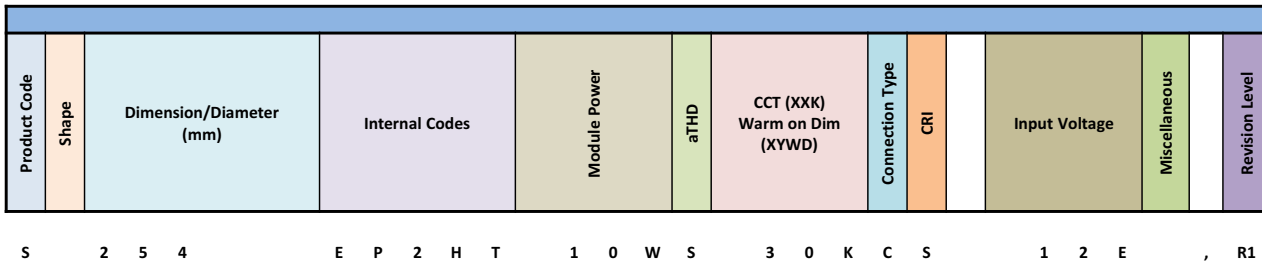 Product Code
Shape
Dimension/Diameter
(mm)
Internal Codes
Module Power
aTHD
CCT (XXK)
Warm on Dim
(XYWD)
Connection Type
CRI
Input Voltage
Miscellaneous
Revision Level
S 2 5 4 E P 2 H T 1 0 W S 3 0 K C S 1 2 E , R1